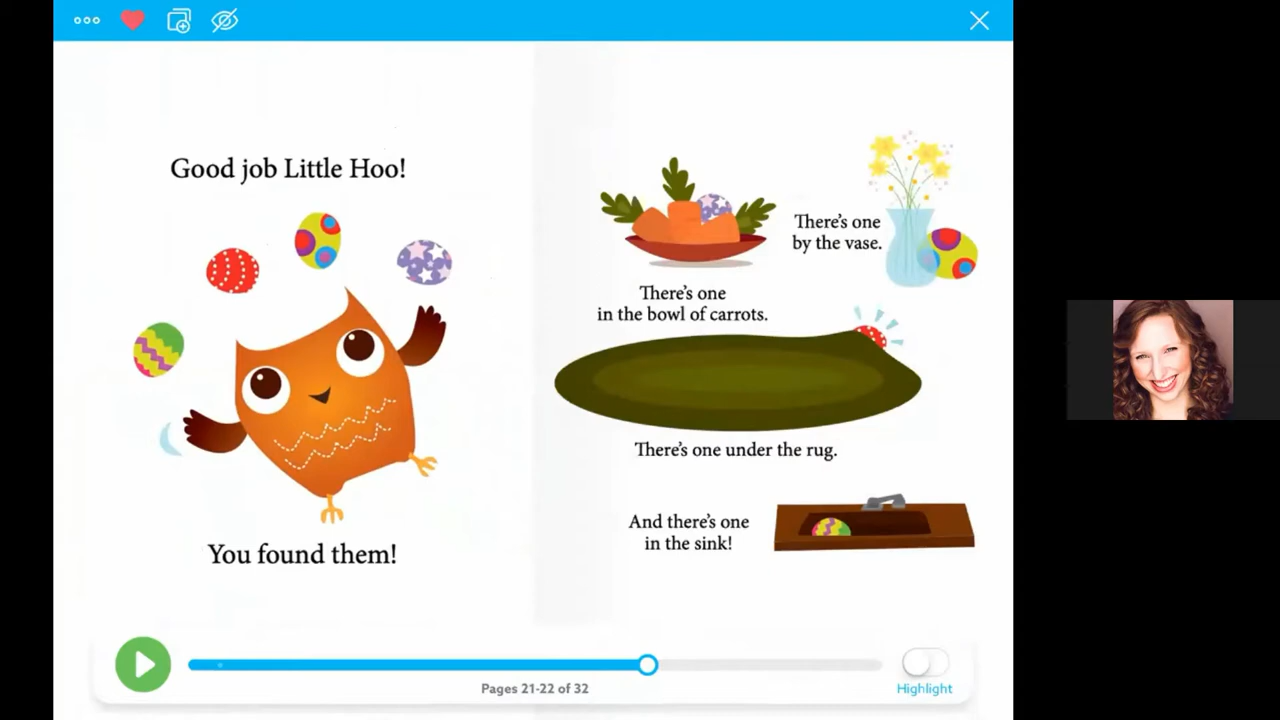 Good job Little Hoo!
You found them!
There's one
by the vase.
There's one
in the bowl of carrots.
There's one under the rug.
And there's one
in the sink!
Pages 21-22 of 32
Highlight